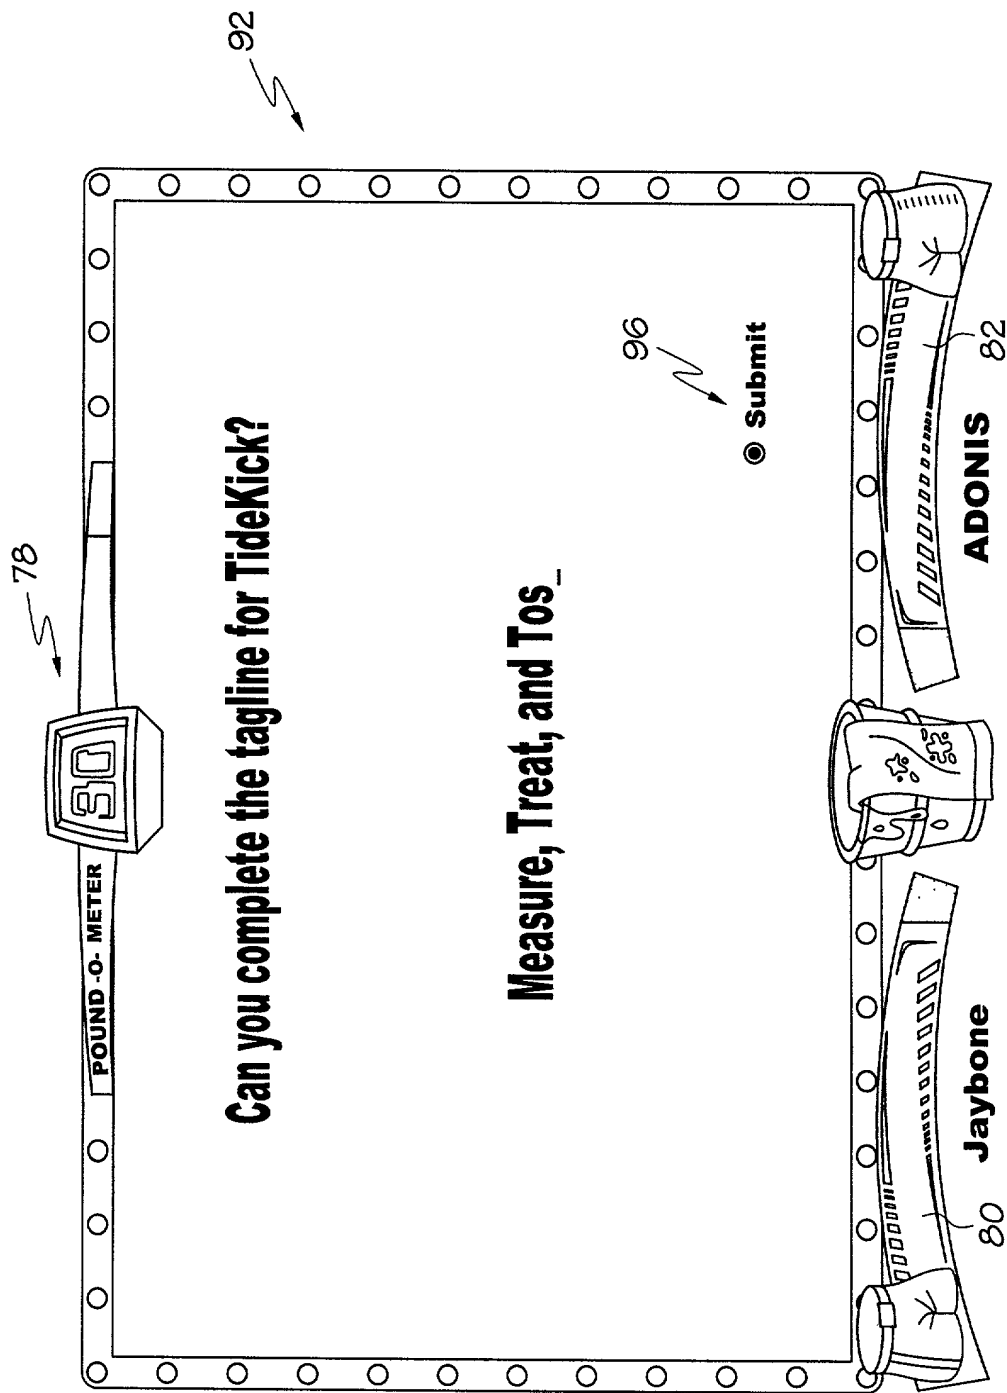 78
92
POUND -O- METER
Can you complete the tagline for TideKick?
Measure, Treat, and Tos_
96
Submit
80
82
Jaybone
ADONIS